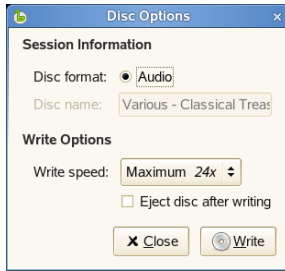 Disc Options
Session Information
Disc format: Audio
Disc name: Various - Classical Treas
Write Options
Write speed: Maximum 24x
Eject disc after writing
Close Write